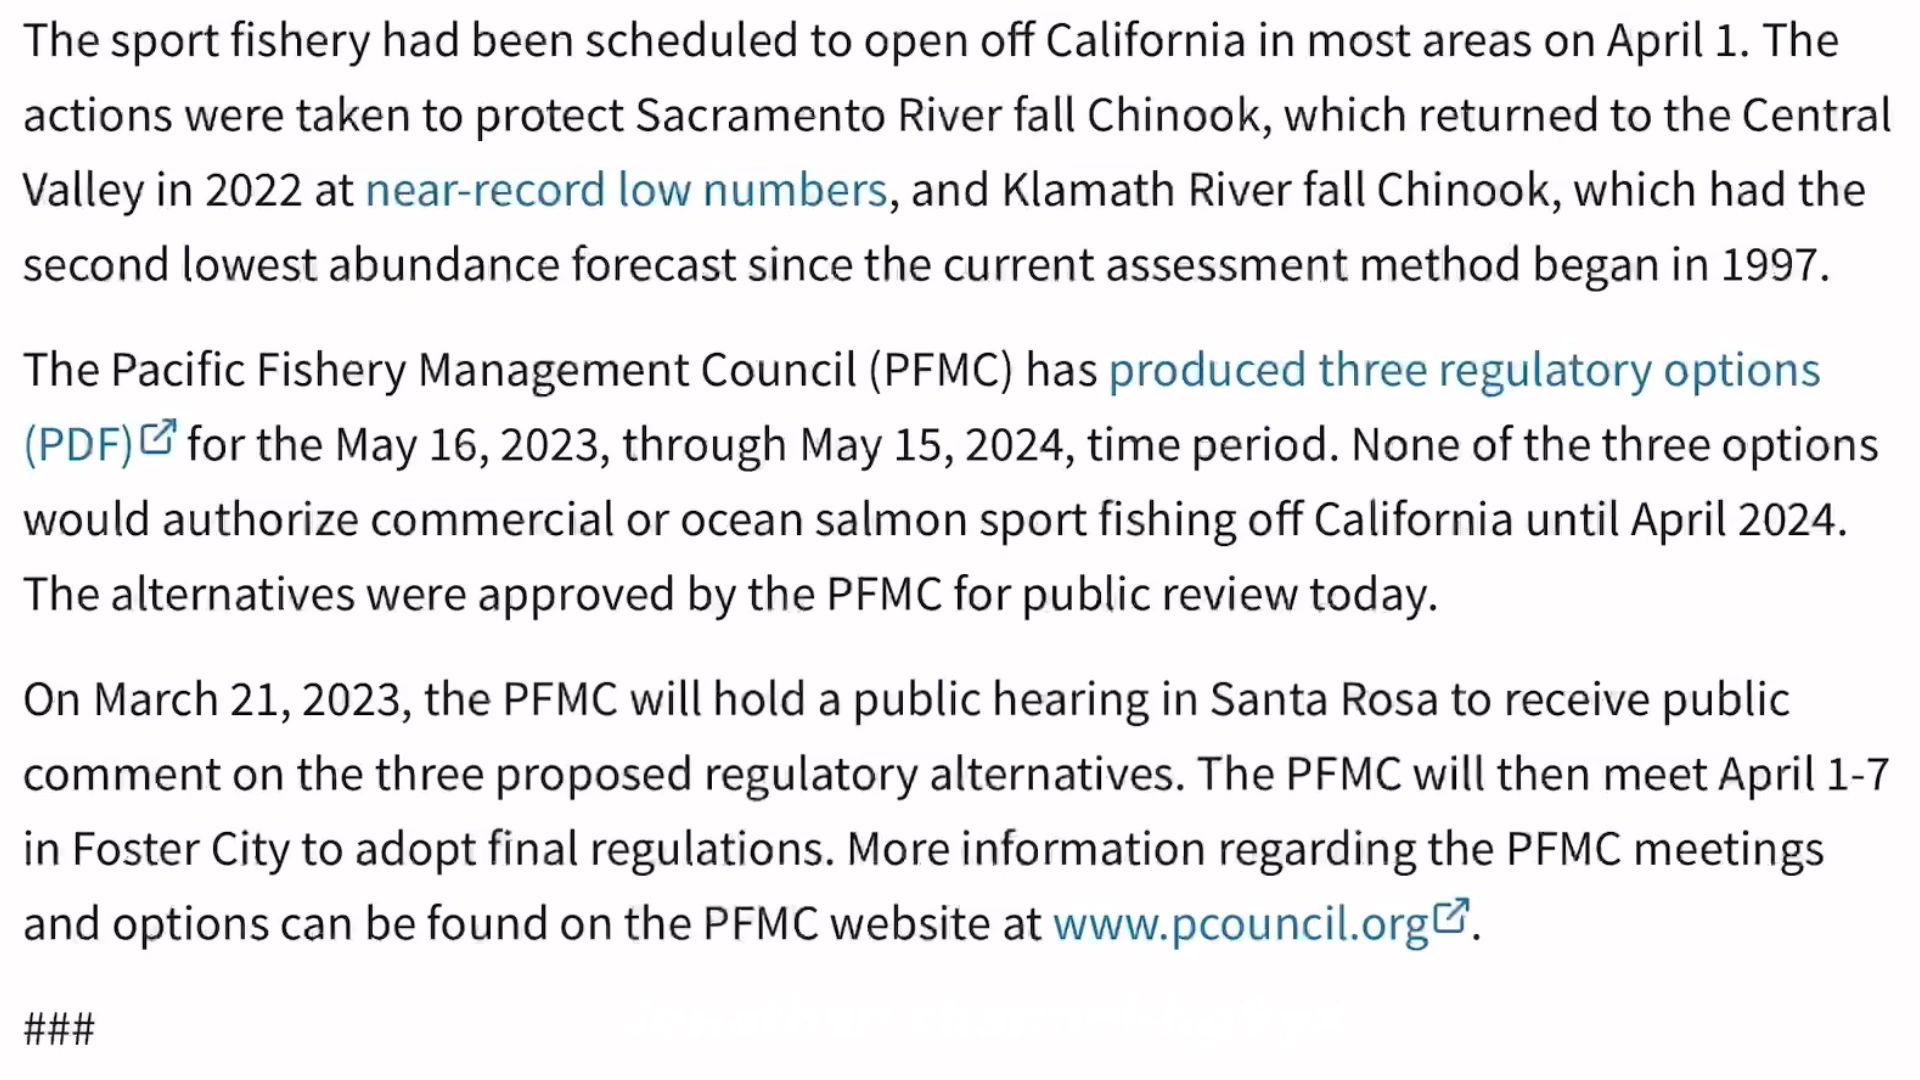 The sport fishery had been scheduled to open off California in most areas on April 1. The
actions were taken to protect Sacramento River fall Chinook, which returned to the Central
Valley in 2022 at near-record low numbers, and Klamath River fall Chinook, which had the
second lowest abundance forecast since the current assessment method began in 1997.
The Pacific Fishery Management Council (PFMC) has produced three regulatory options
(PDF) for the May 16, 2023, through May 15, 2024, time period. None of the three options
would authorize commercial or ocean salmon sport fishing off California until April 2024.
The alternatives were approved by the PFMC for public review today.
On March 21, 2023, the PFMC will hold a public hearing in Santa Rosa to receive public
comment on the three proposed regulatory alternatives. The PFMC will then meet April 1-7
in Foster City to adopt final regulations. More information regarding the PFMC meetings
and options can be found on the PFMC website at www.pcouncil.org.
###